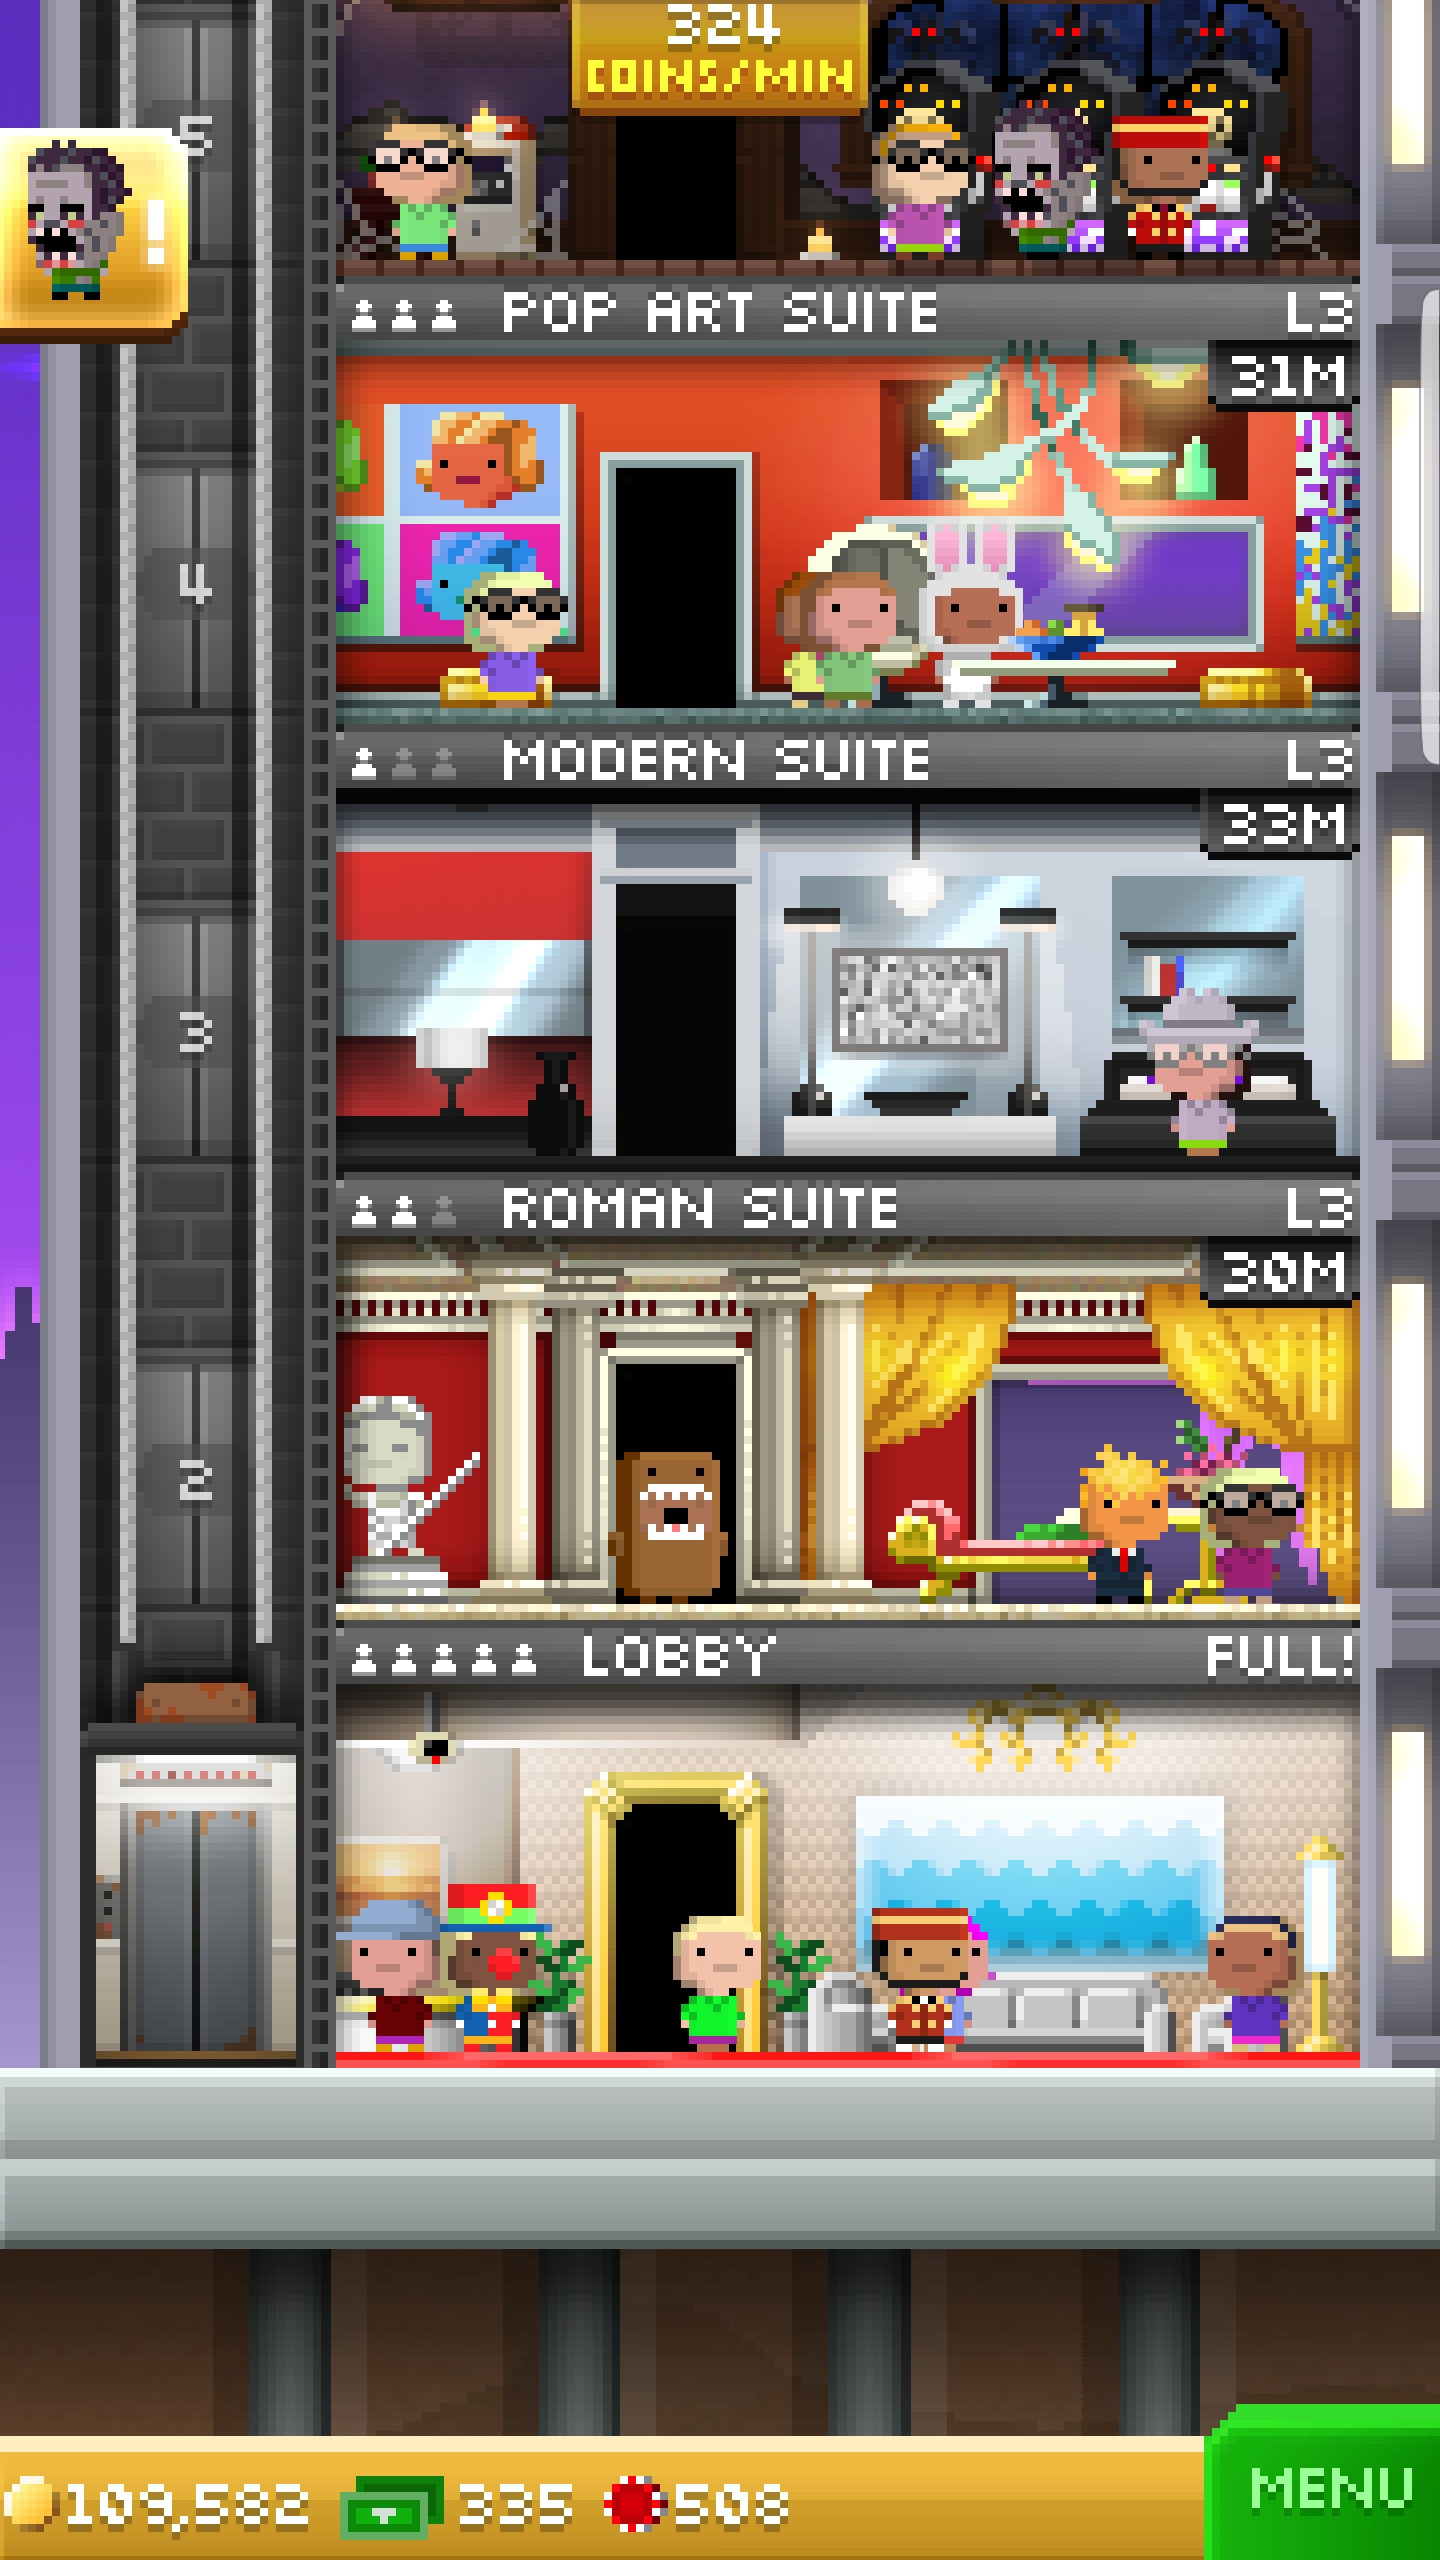 324
COINS/MIN
5
!
POP ART SUITE L3
31M
4
MODERN SUITE L3
33M
3
ROMAN SUITE L3
30M
2
LOBBY FULL!
109,582 335 508
MENU